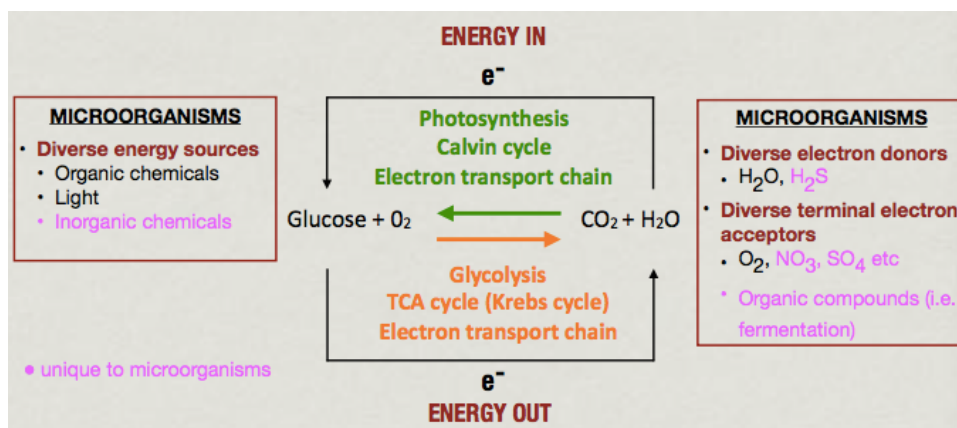 ENERGY IN
e⁻
MICROORGANISMS
• Diverse energy sources
• Organic chemicals
• Light
• Inorganic chemicals
Photosynthesis
Calvin cycle
Electron transport chain
Glucose + 0₂
CO₂ + H₂O
Glycolysis
TCA cycle (Krebs cycle)
Electron transport chain
e⁻
ENERGY OUT
MICROORGANISMS
• Diverse electron donors
• H₂O, H₂S
• Diverse terminal electron
acceptors
• O₂, NO₃, SO₄ etc
• Organic compounds (i.e.
fermentation)
• unique to microorganisms